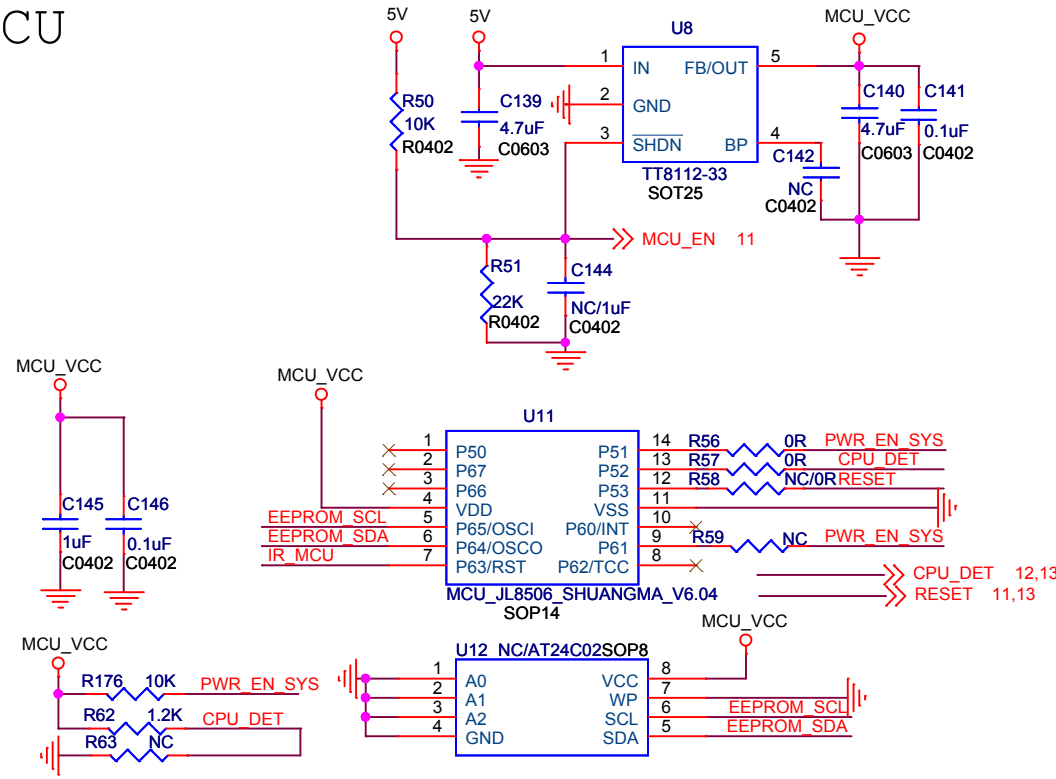 CU
5V
5V
MCU_VCC
U8
1
IN
FB/OUT
5
2
GND
3
SHDN
BP
4
TT8112-33
SOT25
R50
10K
R0402
C139
4.7uF
C0603
C140
4.7uF
C0603
C141
0.1uF
C0402
C142
NC
C0402
MCU_EN 11
R51
22K
R0402
C144
NC/1uF
C0402
MCU_VCC
C145
1uF
C0402
C146
0.1uF
C0402
MCU_VCC
U11
1
P50
P51
14
R56
0R
PWR_EN_SYS
2
P67
P52
13
R57
0R
CPU_DET
3
P66
P53
12
R58
NC/0R
RESET
4
VDD
VSS
11
EEPROM_SCL
5
P65/OSCI
P60/INT
10
EEPROM_SDA
6
P64/OSCO
P61
9
R59
NC
PWR_EN_SYS
IR_MCU
7
P63/RST
P62/TCC
8
MCU_JL8506_SHUANGMA_V6.04
SOP14
CPU_DET 12,13
RESET 11,13
MCU_VCC
R176
10K
PWR_EN_SYS
R62
1.2K
CPU_DET
R63
NC
MCU_VCC
U12 NC/AT24C02SOP8
1
A0
VCC
8
2
A1
WP
7
3
A2
SCL
6
EEPROM_SCL
4
GND
SDA
5
EEPROM_SDA